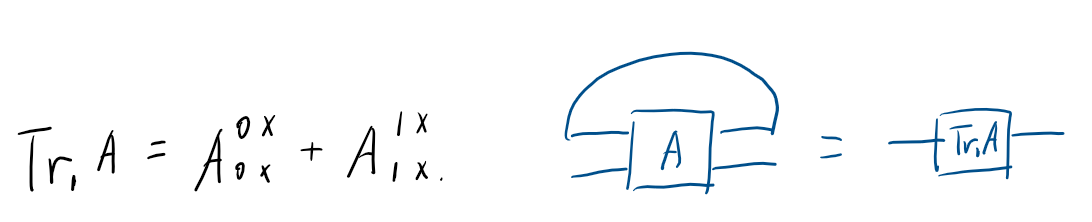 Tr₁ A = A⁰ˣ₀ₓ + A¹ˣ₁ₓ.
A = Tr₁A